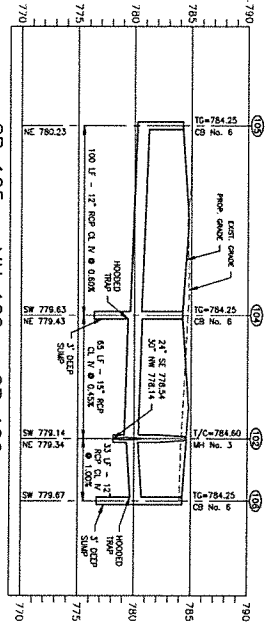 790
785
780
775
770
105
TG=784.25
CB No. 6
NE 780.23
EXST. GRADE
PROP. GRADE
100 LF - 12" RCP CL IV @ 0.60%
HOODED
TRAP
104
TG=784.25
CB No. 6
SW 779.63
NE 779.43
3' DEEP
SUMP
65 LF - 15" RCP
CL IV @ 0.45%
24" SE 778.54
30" NW 778.14
T/C=784.60
MH No. 3
SW 779.14
NE 779.34
33 LF - 12"
RCP CL IV
@ 1.00%
HOODED
TRAP
106
TG=784.25
CB No. 6
SW 779.67
3' DEEP
SUMP
790
785
780
775
770